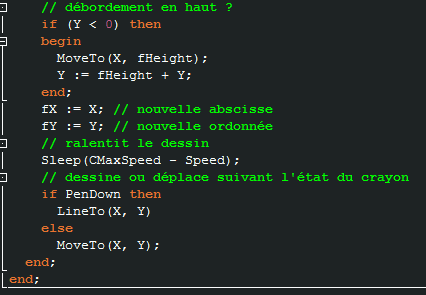 // débordement en haut ?
if (Y < 0) then
begin
MoveTo(X, fHeight);
Y := fHeight + Y;
end;
fX := X; // nouvelle abscisse
fY := Y; // nouvelle ordonnée
// ralentit le dessin
Sleep(CMaxSpeed - Speed);
// dessine ou déplace suivant l'état du crayon
if PenDown then
LineTo(X, Y)
else
MoveTo(X, Y);
end;
end;